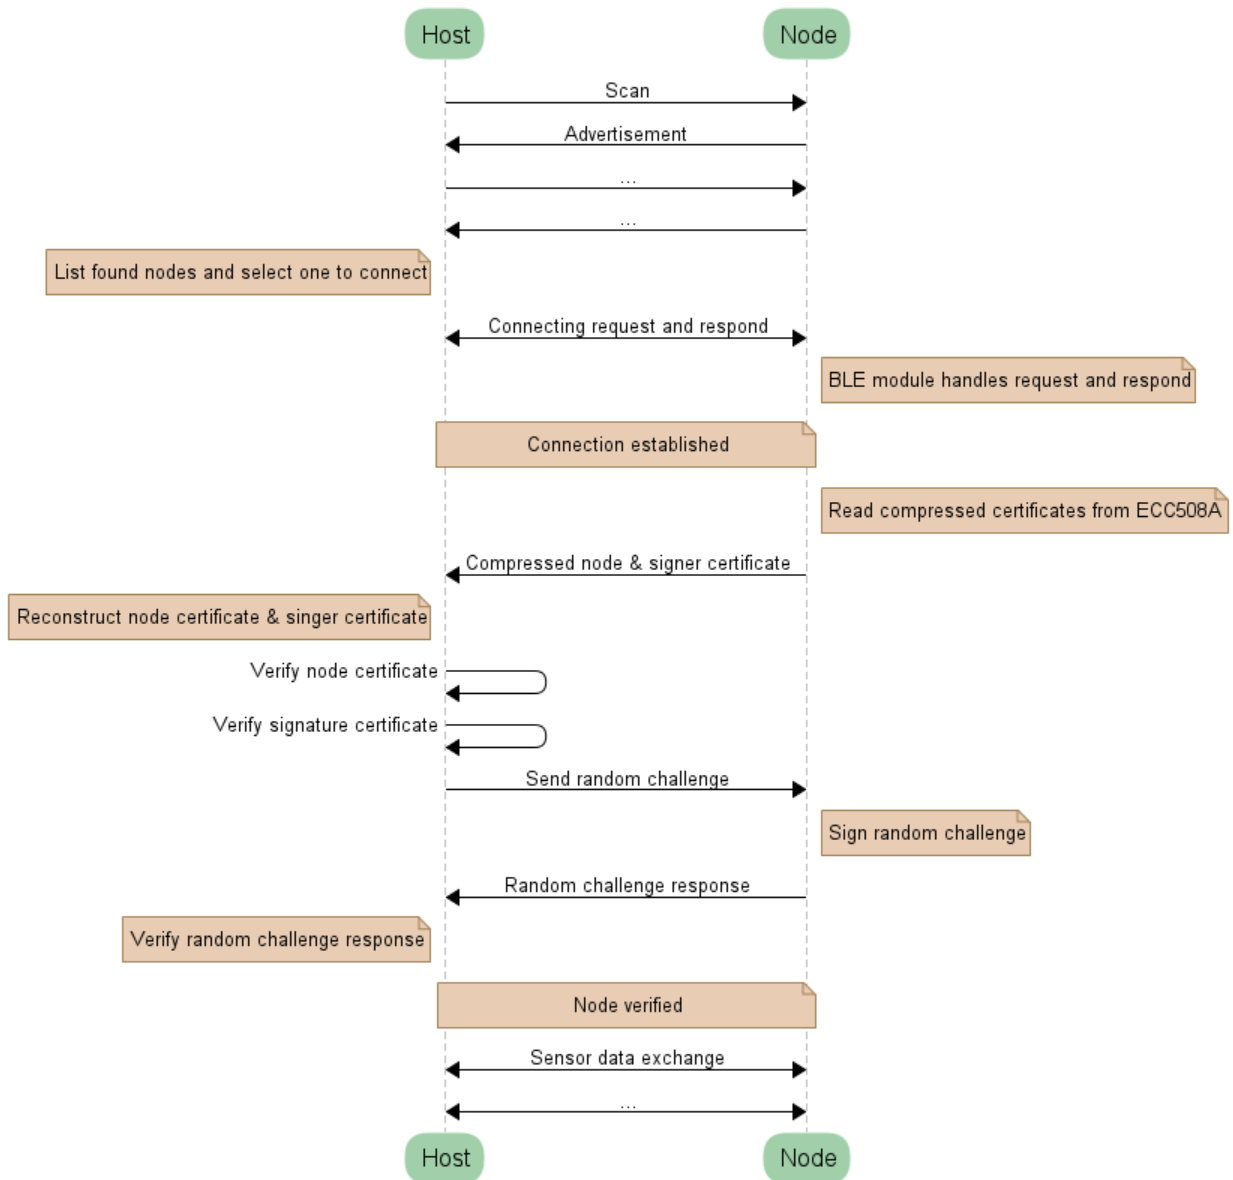 Host
Node
Scan
Advertisement
...
...
List found nodes and select one to connect
Connecting request and respond
BLE module handles request and respond
Connection established
Read compressed certificates from ECC508A
Compressed node & signer certificate
Reconstruct node certificate & singer certificate
Verify node certificate
Verify signature certificate
Send random challenge
Sign random challenge
Random challenge response
Verify random challenge response
Node verified
Sensor data exchange
...
Host
Node